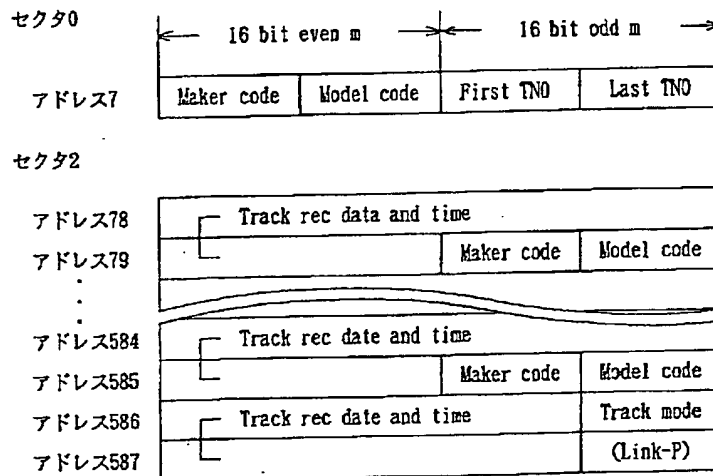 セクタ0
16 bit even m 16 bit odd m
アドレス7 Maker code Model code First TNO Last TNO
セクタ2
アドレス78 Track rec data and time
アドレス79 Maker code Model code
アドレス584 Track rec date and time
アドレス585 Maker code Model code
アドレス586 Track rec date and time Track mode
アドレス587 (Link-P)